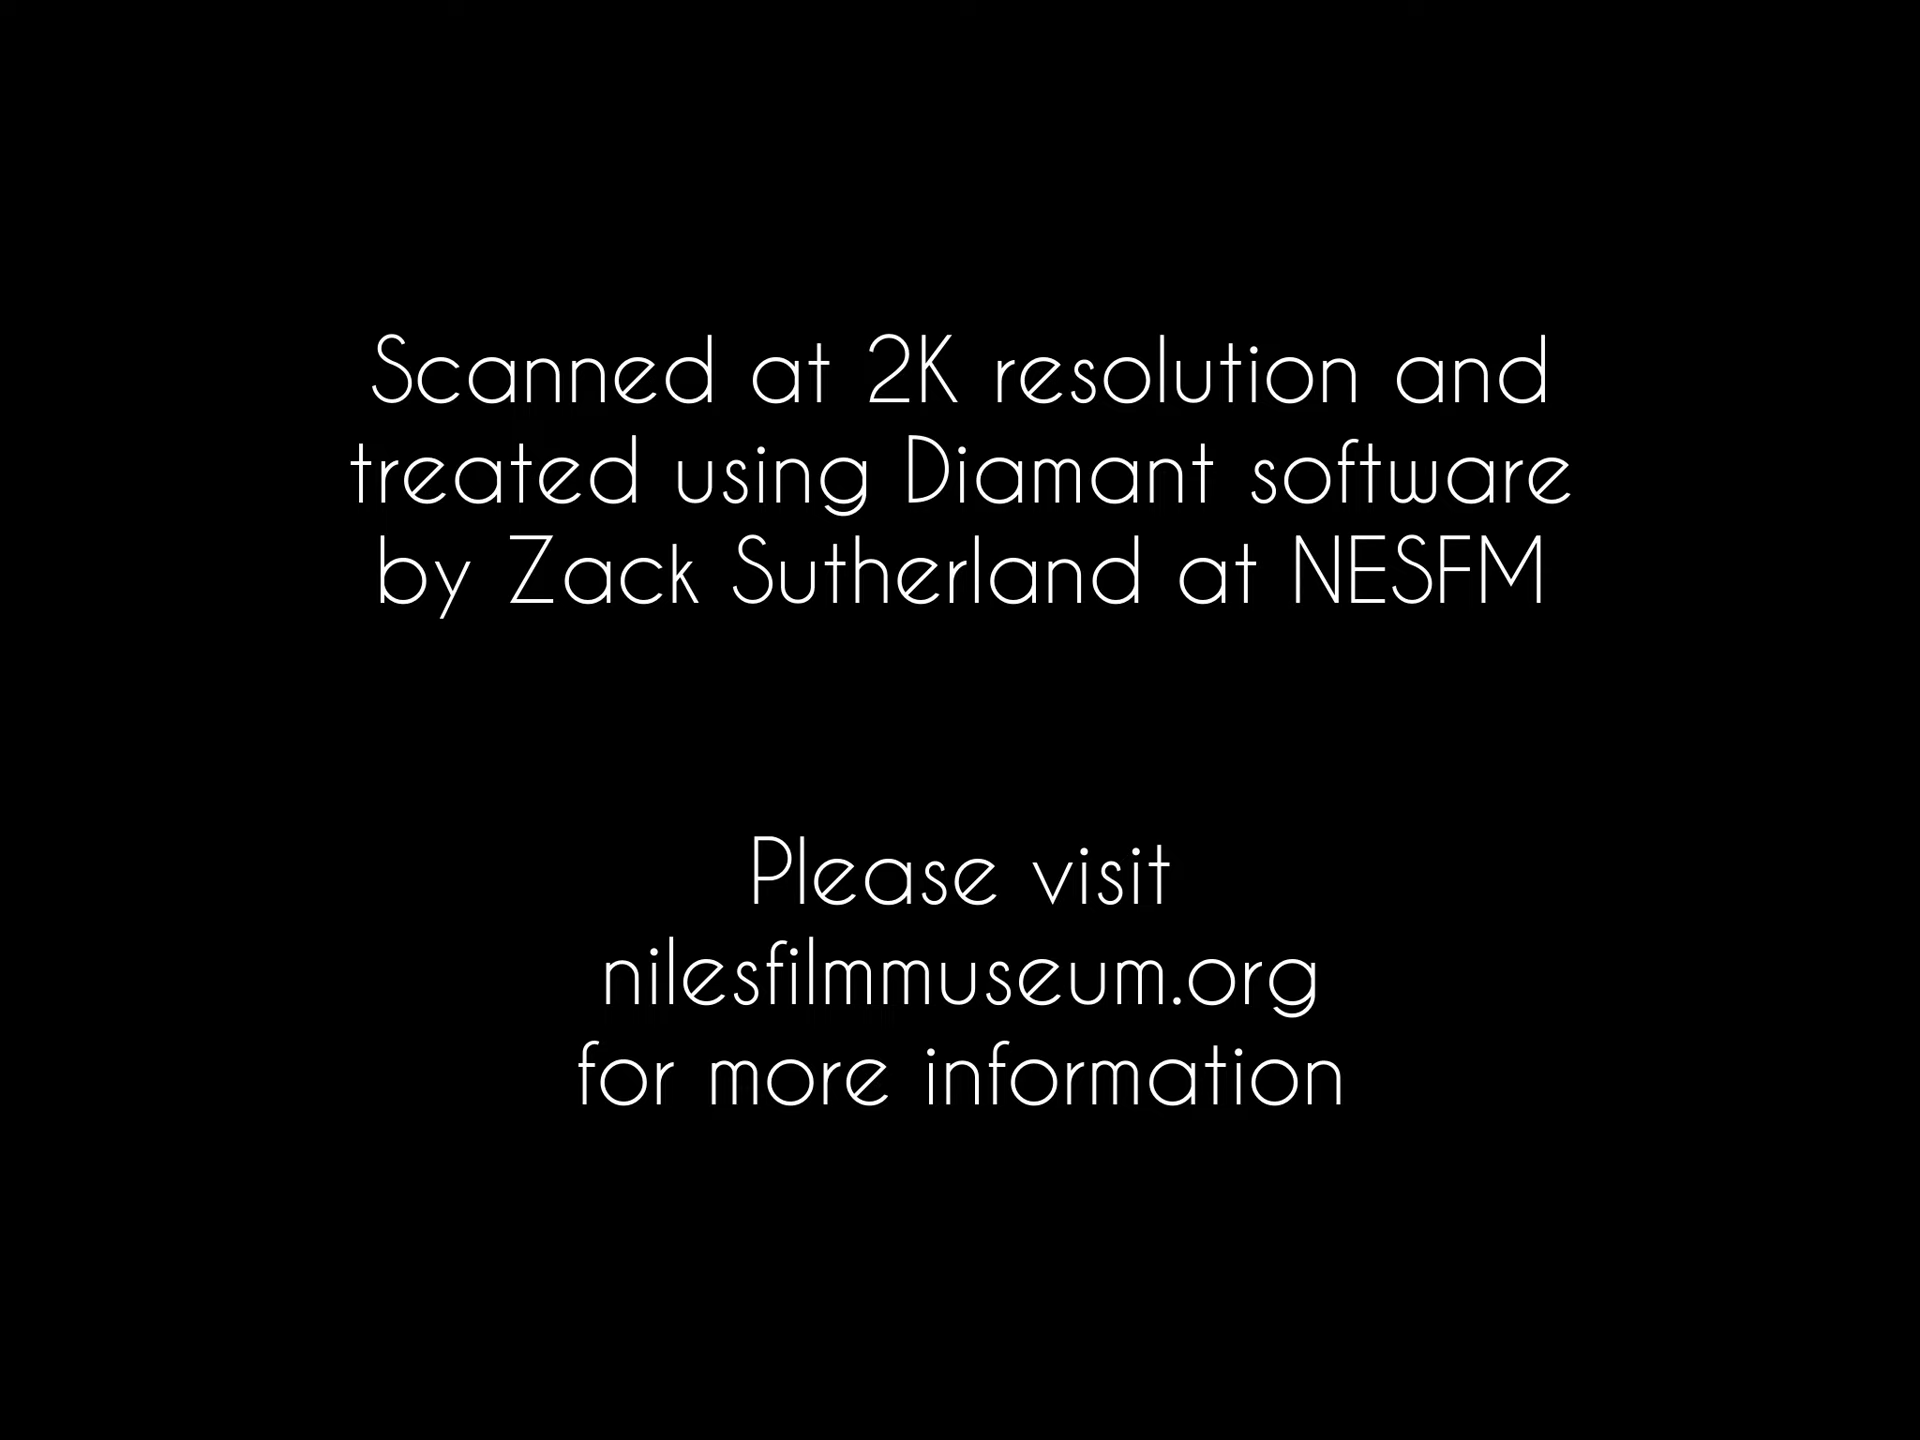 Scanned at 2K resolution and
treated using Diamant software
by Zack Sutherland at NESFM
Please visit
nilesfilmmuseum.org
for more information